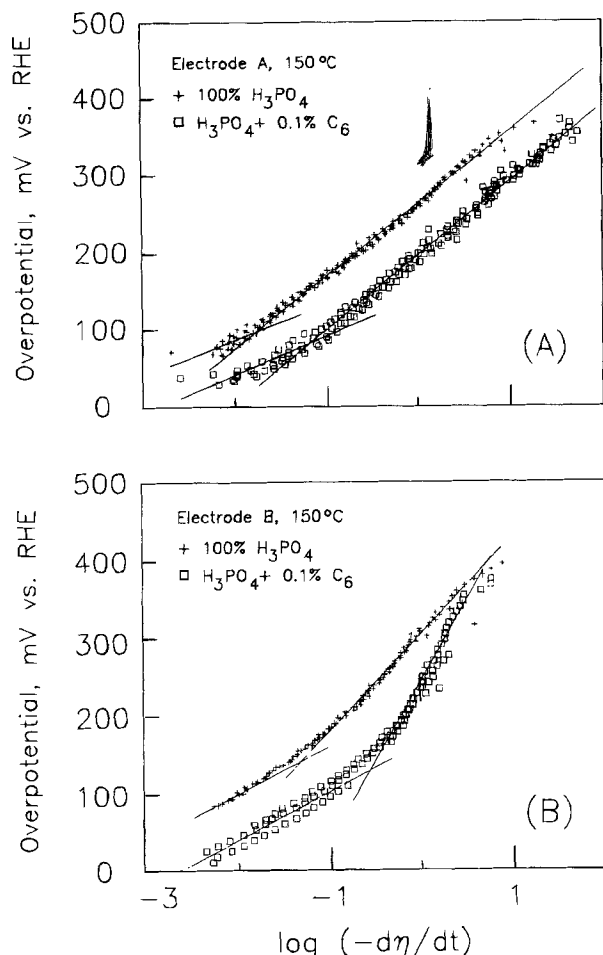 500
400
300
200
100
0
Overpotential, mV vs. RHE
Electrode A, 150°C
+ 100% H₃PO₄
□ H₃PO₄+ 0.1% C₆
(A)
500
400
300
200
100
0
Overpotential, mV vs. RHE
Electrode B, 150°C
+ 100% H₃PO₄
□ H₃PO₄+ 0.1% C₆
(B)
−3 −1 1
log (−dη/dt)